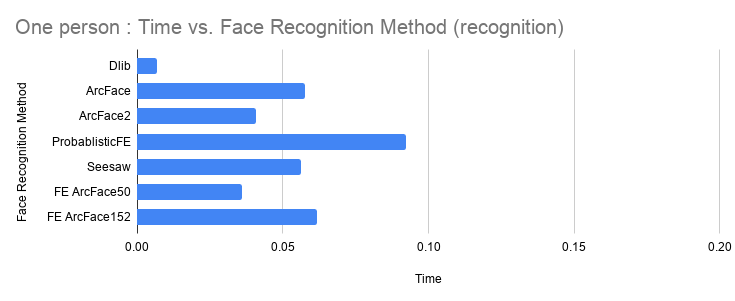 One person : Time vs. Face Recognition Method (recognition)
Face Recognition Method
Dlib
ArcFace
ArcFace2
ProbablisticFE
Seesaw
FE ArcFace50
FE ArcFace152
0.00 0.05 0.10 0.15 0.20
Time